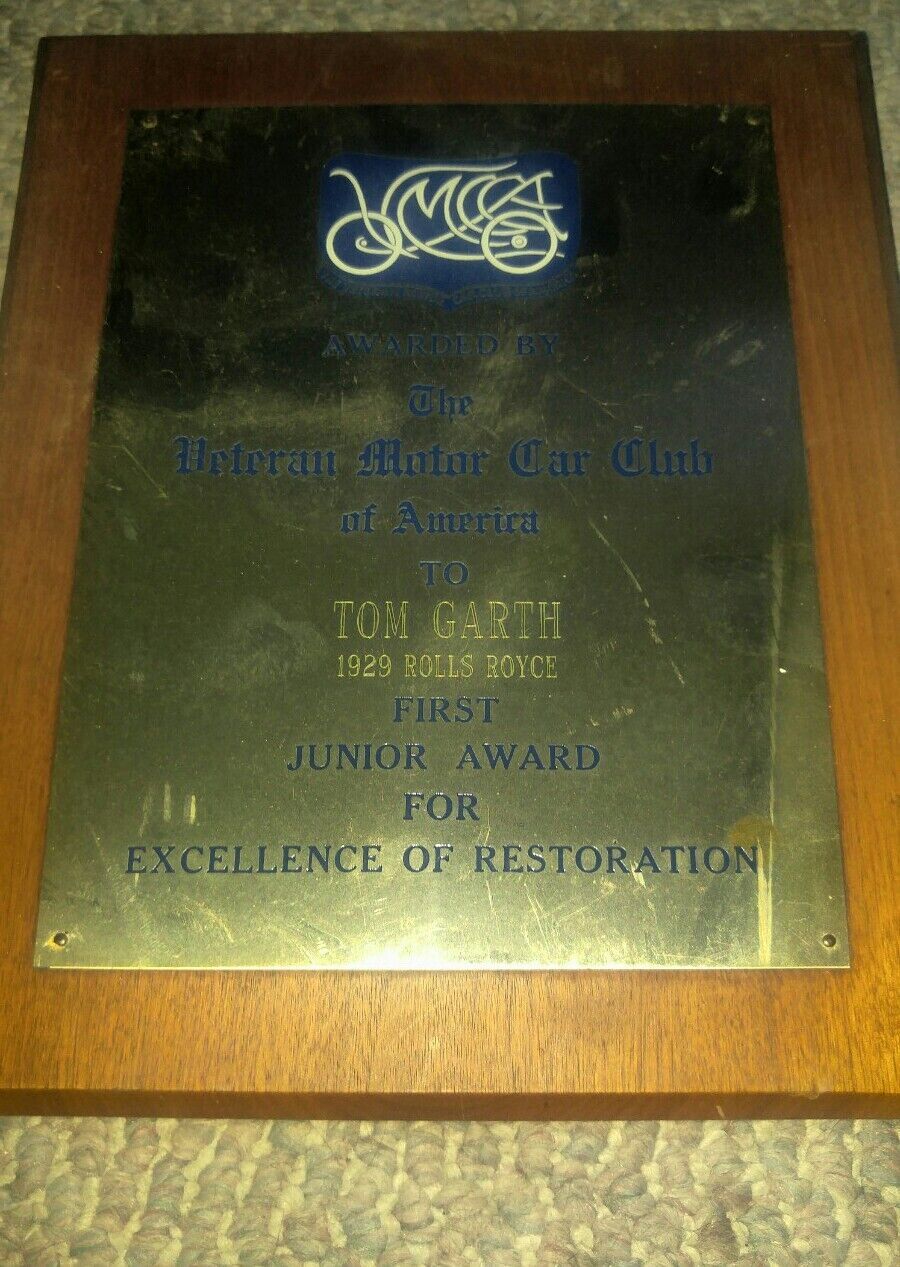 VMCCA
AWARDED BY
The
Veteran Motor Car Club
of America
TO
TOM GARTH
1929 ROLLS ROYCE
FIRST
JUNIOR AWARD
FOR
EXCELLENCE OF RESTORATION